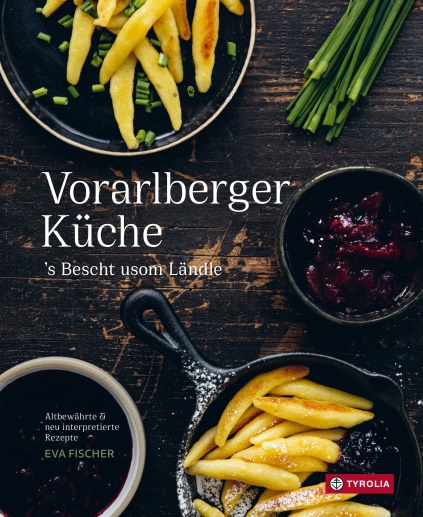 Vorarlberger
Küche
's Bescht usom Ländle
Altbewährte &
neu interpretierte
Rezepte
EVA FISCHER
TYROLIA